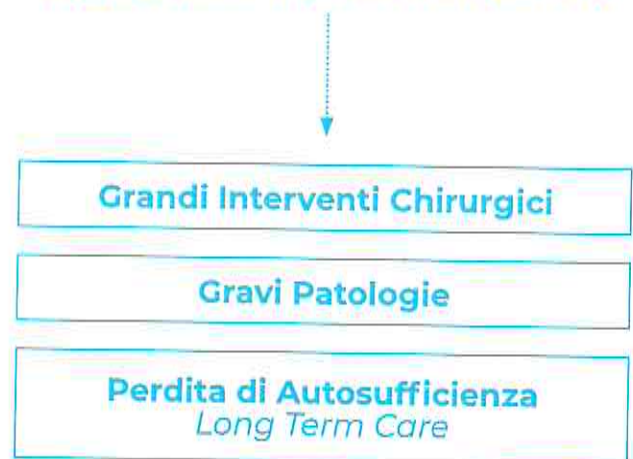 Grandi Interventi Chirurgici
Gravi Patologie
Perdita di Autosufficienza
Long Term Care